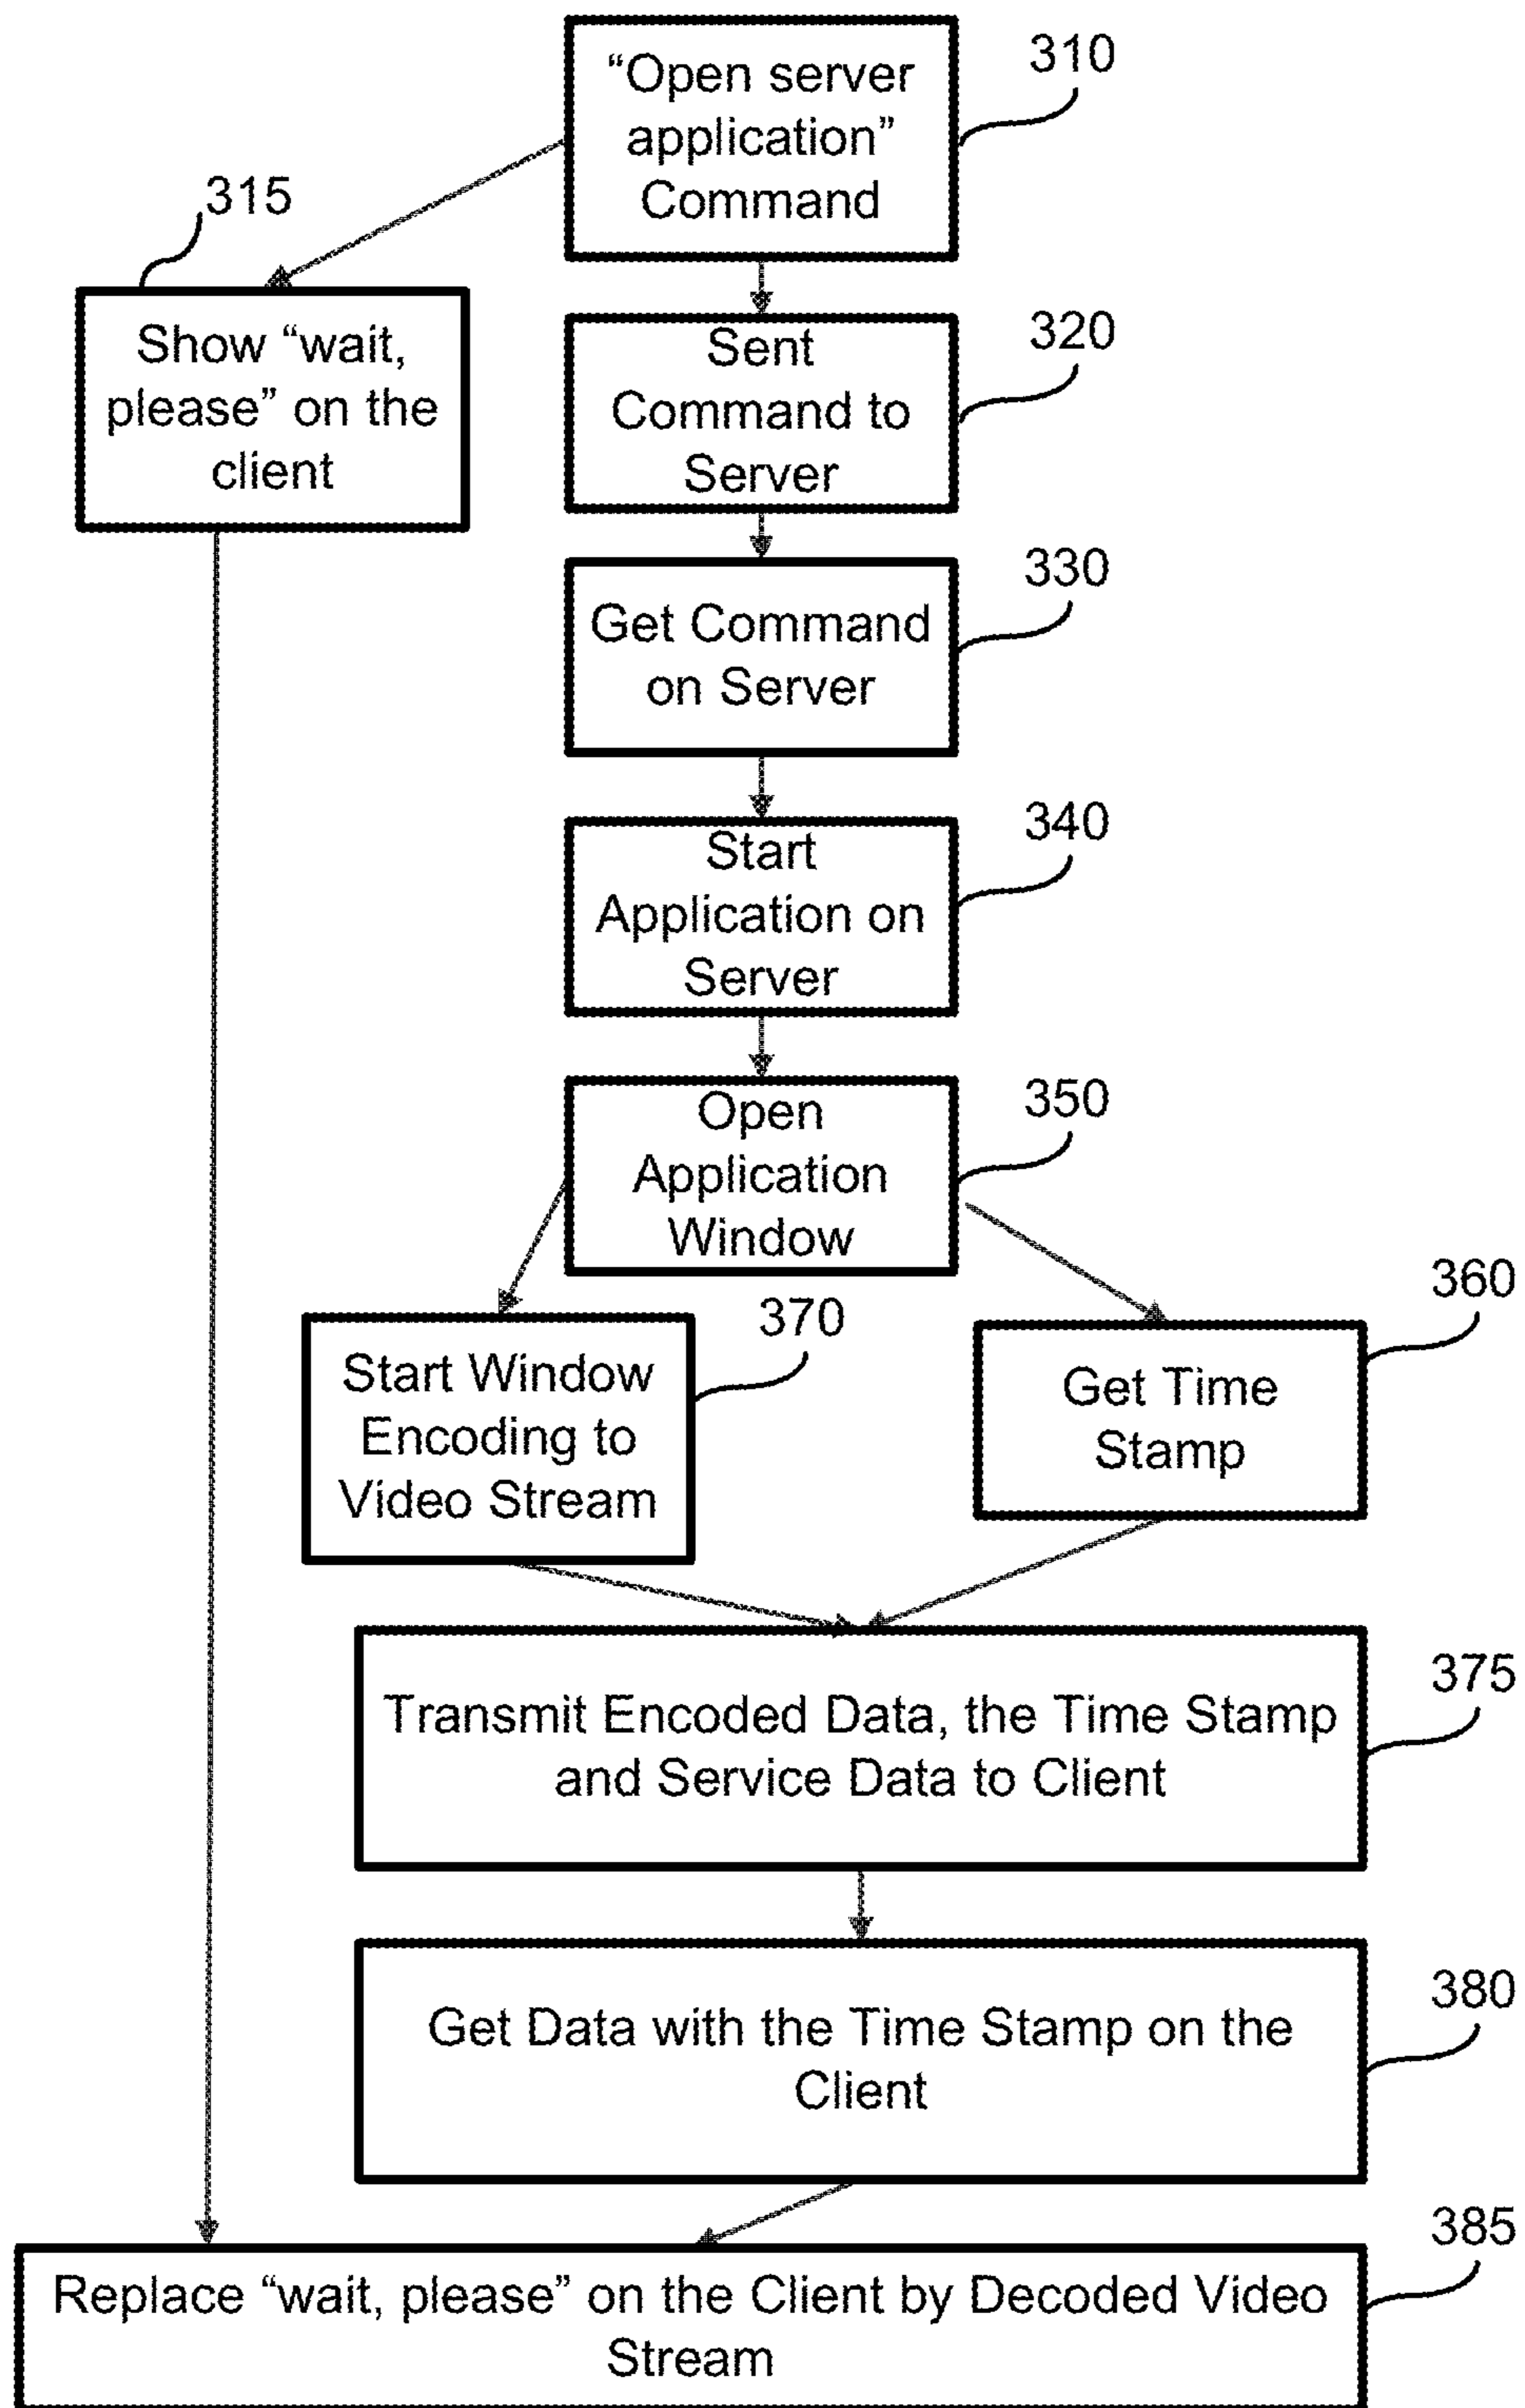 “Open server
application”
Command
310
315
Show “wait,
please” on the
client
Sent
Command to
Server
320
Get Command
on Server
330
Start
Application on
Server
340
Open
Application
Window
350
Start Window
Encoding to
Video Stream
370
Get Time
Stamp
360
Transmit Encoded Data, the Time Stamp
and Service Data to Client
375
Get Data with the Time Stamp on the
Client
380
Replace “wait, please” on the Client by Decoded Video
Stream
385